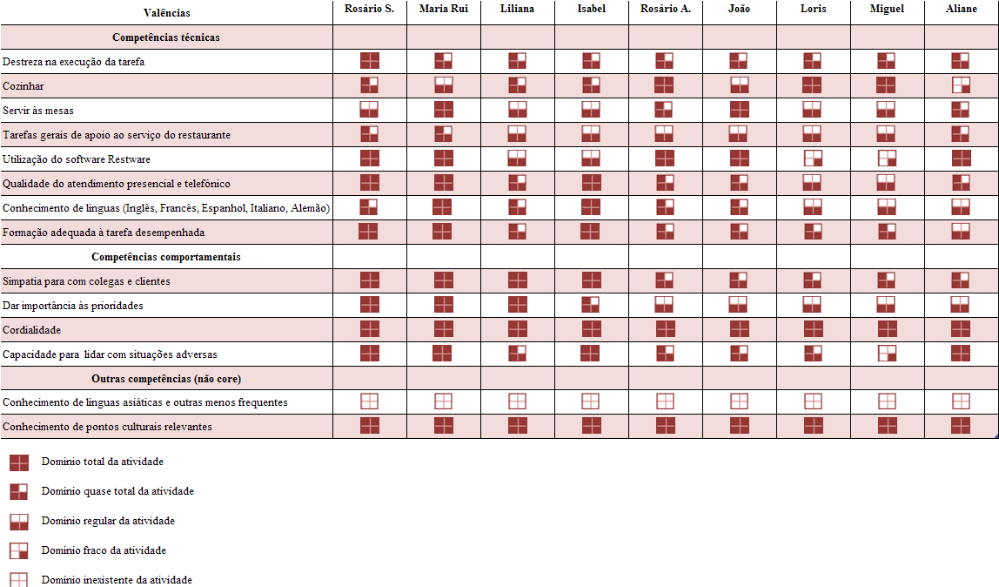 Valências Rosário S. Maria Rui Liliana Isabel Rosário A. João Loris Miguel Aliane
Competências técnicas
Destreza na execução da tarefa
Cozinhar
Servir às mesas
Tarefas gerais de apoio ao serviço do restaurante
Utilização do software Restware
Qualidade do atendimento presencial e telefónico
Conhecimento de línguas (Inglês, Francês, Espanhol, Italiano, Alemão)
Formação adequada à tarefa desempenhada
Competências comportamentais
Simpatia para com colegas e clientes
Dar importância às prioridades
Cordialidade
Capacidade para lidar com situações adversas
Outras competências (não core)
Conhecimento de línguas asiáticas e outras menos frequentes
Conhecimento de pontos culturais relevantes
Domínio total da atividade
Domínio quase total da atividade
Domínio regular da atividade
Domínio fraco da atividade
Domínio inexistente da atividade